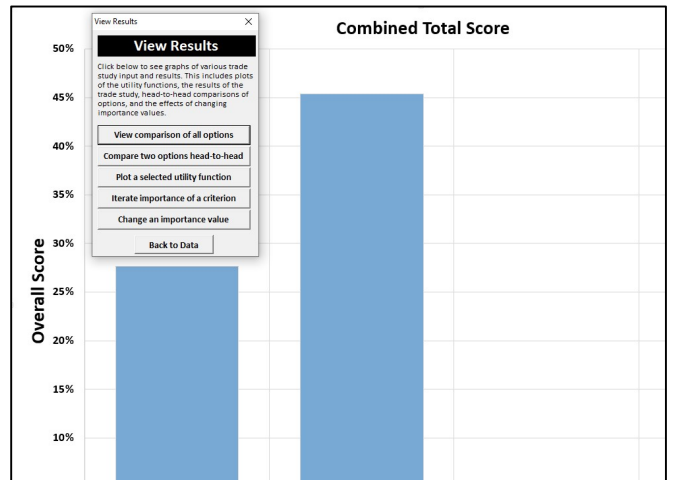 View Results
View Results
Click below to see graphs of various trade
study input and results. This includes plots
of the utility functions, the results of the
trade study, head-to-head comparisons of
options, and the effects of changing
importance values.
View comparison of all options
Compare two options head-to-head
Plot a selected utility function
Iterate importance of a criterion
Change an importance value
Back to Data
Combined Total Score
Overall Score
50%
45%
40%
35%
30%
25%
20%
15%
10%